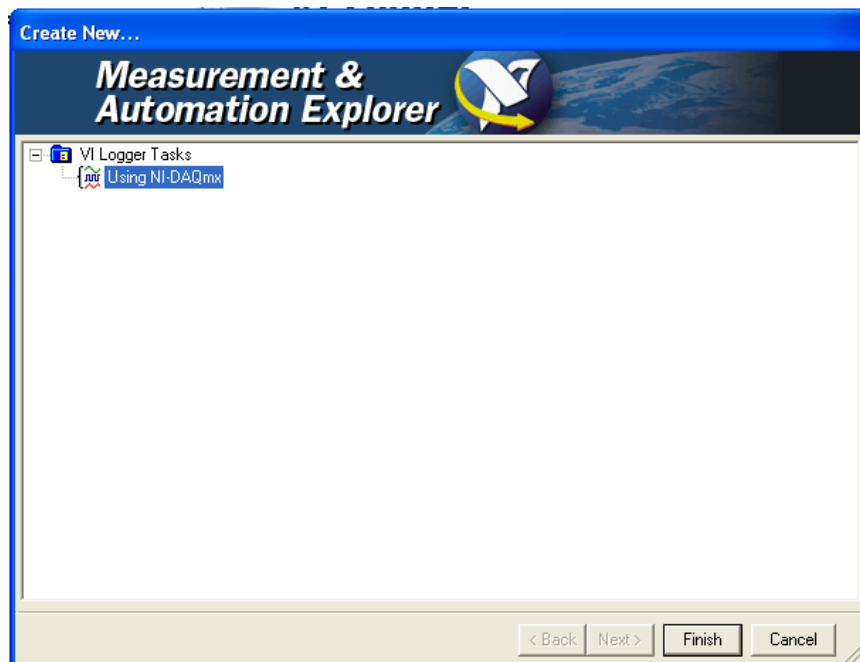 Create New...
Measurement &
Automation Explorer
VI Logger Tasks
Using NI-DAQmx
< Back Next > Finish Cancel